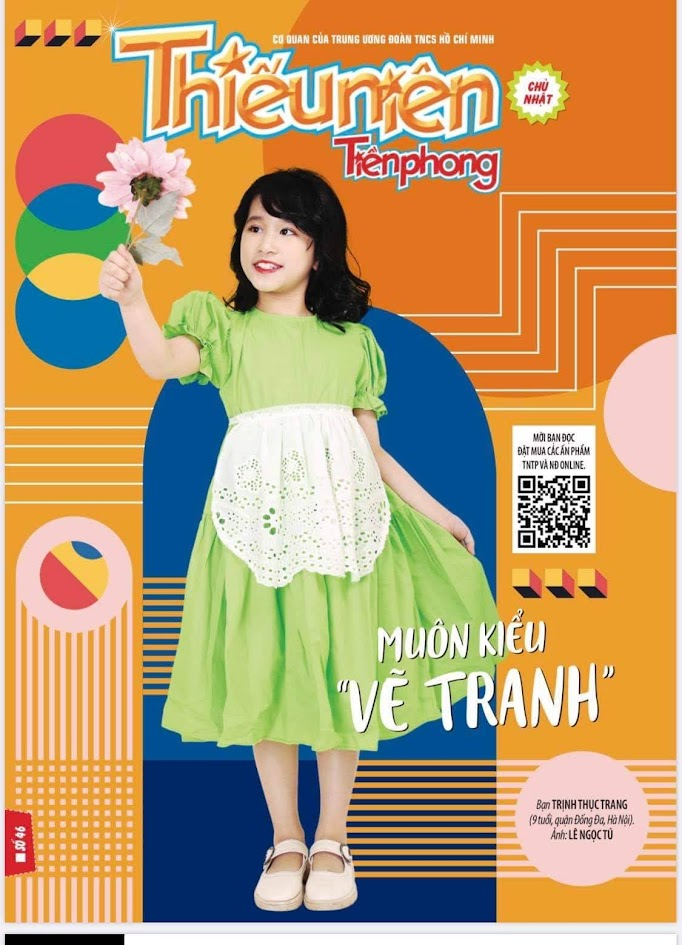 CƠ QUAN CỦA TRUNG ƯƠNG ĐOÀN TNCS HỒ CHÍ MINH
Thiếu niên
Tiền phong
CHỦ
NHẬT
MỜI BẠN ĐỌC
ĐẶT MUA CÁC ẤN PHẨM
TNTP VÀ NĐ ONLINE.
MUÔN KIỂU
"VẼ TRANH"
Bạn TRỊNH THỤC TRANG
(9 tuổi, quận Đống Đa, Hà Nội).
Ảnh: LÊ NGỌC TÚ
SỐ 46